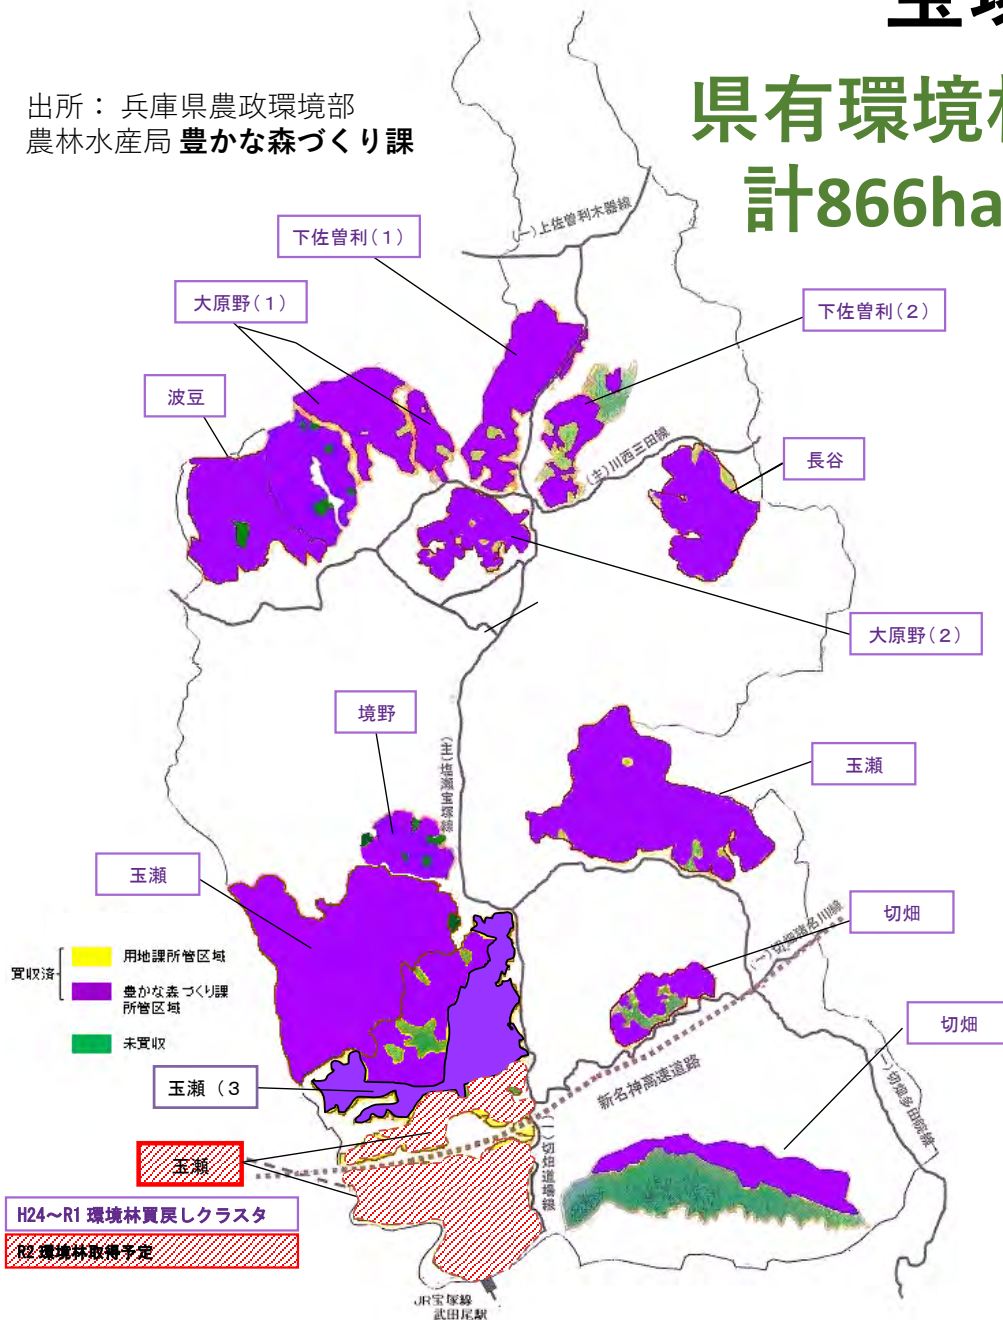 出所： 兵庫県農政環境部
農林水産局 豊かな森づくり課
県有環境
計866ha
(一)上佐曽利木器線
下佐曽利(1)
大原野(1)
下佐曽利(2)
波豆
(主)川西三田線
長谷
大原野(2)
境野
(主)塩瀬宝塚線
玉瀬
玉瀬
切畑
(一)切畑猪名川線
買収済
用地課所管区域
豊かな森づくり課
所管区域
未買収
切畑
玉瀬（3
新名神高速道路
(一)切畑多田院線
(一)切畑道場線
玉瀬
H24～R1 環境林買戻しクラスタ
R2 環境林取得予定
JR宝塚線
武田尾駅